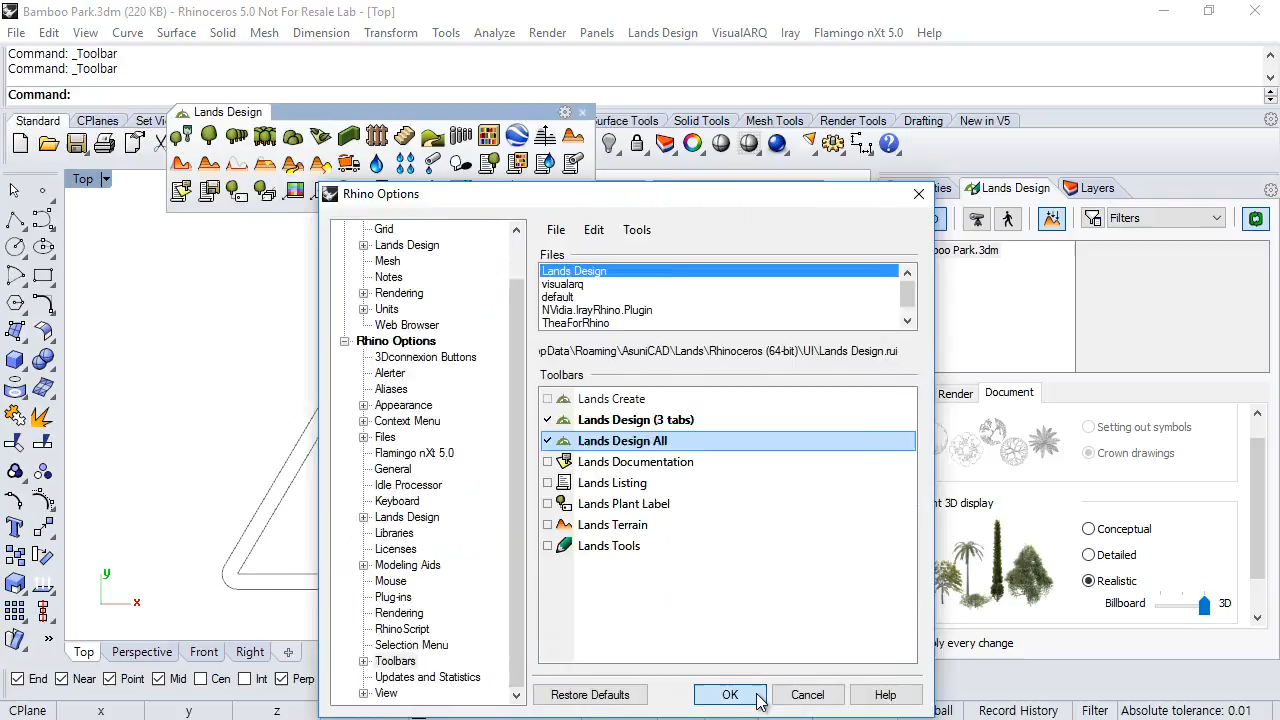 Bamboo Park.3dm (220 KB) - Rhinoceros 5.0 Not For Resale Lab - [Top]
File Edit View Curve Surface Solid Mesh Dimension Transform Tools Analyze Render Panels Lands Design VisualARQ Iray Flamingo nXt 5.0 Help
Command: _Toolbar
Command: _Toolbar
Command:
Lands Design
Standard CPlanes Set Vi urface Tools Solid Tools Mesh Tools Render Tools Drafting New in V5
Top
ties Lands Design Layers
Filters
amboo Park.3dm
Rhino Options
Grid
Lands Design
Mesh
Notes
Rendering
Units
Web Browser
Rhino Options
3Dconnexion Buttons
Alerter
Aliases
Appearance
Context Menu
Files
Flamingo nXt 5.0
General
Idle Processor
Keyboard
Lands Design
Libraries
Licenses
Modeling Aids
Mouse
Plug-ins
Rendering
RhinoScript
Selection Menu
Toolbars
Updates and Statistics
View
File Edit Tools
Files
Lands Design
visualarq
default
NVidia.IrayRhino.Plugin
TheaForRhino
pData\Roaming\AsuniCAD\Lands\Rhinoceros (64-bit)\UI\Lands Design.rui
Toolbars
Lands Create
Lands Design (3 tabs)
Lands Design All
Lands Documentation
Lands Listing
Lands Plant Label
Lands Terrain
Lands Tools
Restore Defaults OK Cancel Help
Render Document
Setting out symbols
Crown drawings
nt 3D display
Conceptual
Detailed
Realistic
Billboard 3D
ly every change
y
x
Top Perspective Front Right
End Near Point Mid Cen Int Perp
CPlane x y z ball Record History Filter Absolute tolerance: 0.01